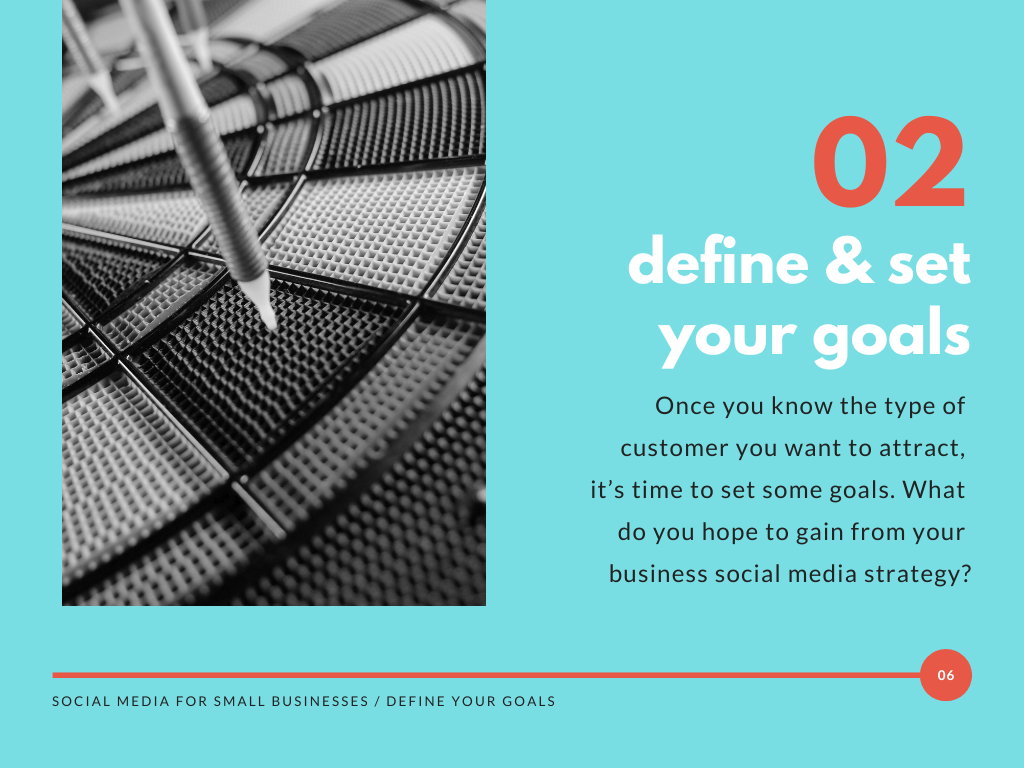 02
define & set
your goals
Once you know the type of
customer you want to attract,
it’s time to set some goals. What
do you hope to gain from your
business social media strategy?
06
SOCIAL MEDIA FOR SMALL BUSINESSES / DEFINE YOUR GOALS